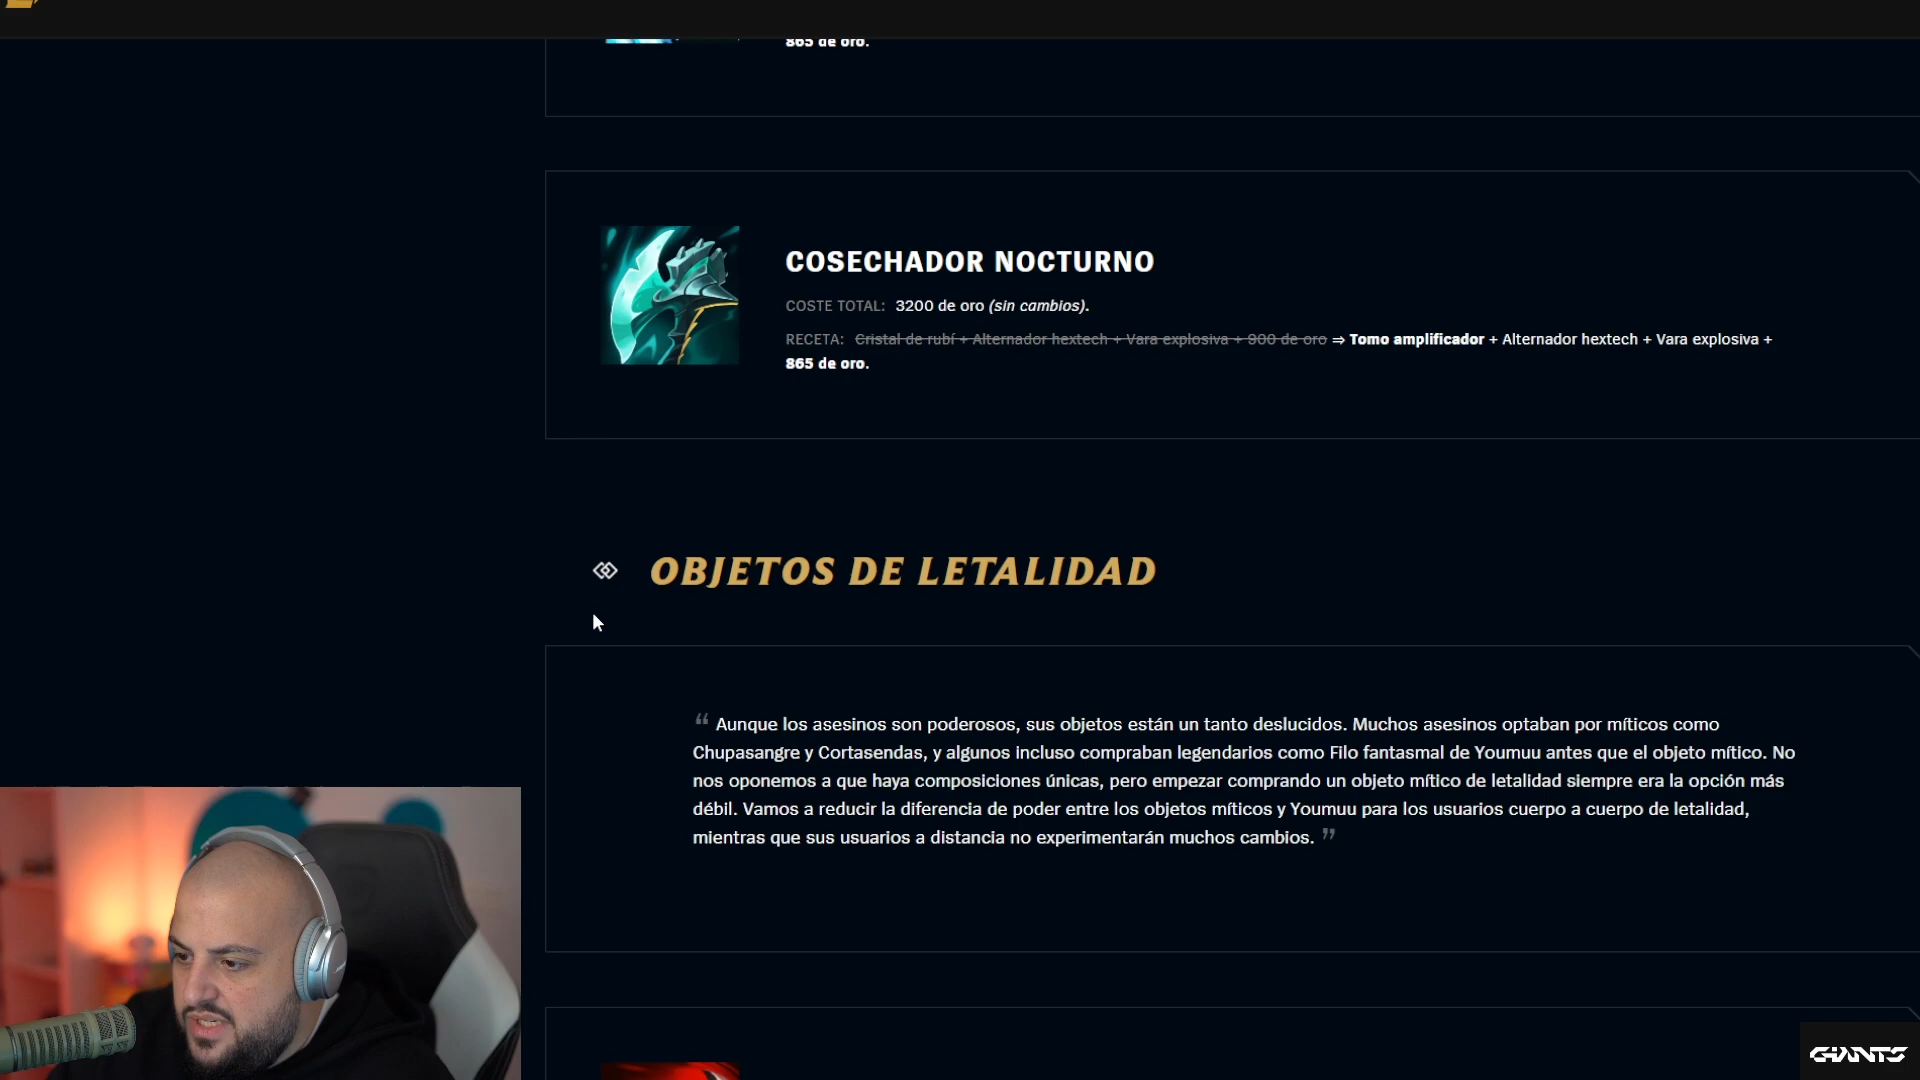 865 de oro.
COSECHADOR NOCTURNO
COSTE TOTAL: 3200 de oro (sin cambios).
RECETA: Cristal de rubí + Alternador hextech + Vara explosiva + 900 de oro ⇒ Tomo amplificador + Alternador hextech + Vara explosiva +
865 de oro.
OBJETOS DE LETALIDAD
“ Aunque los asesinos son poderosos, sus objetos están un tanto deslucidos. Muchos asesinos optaban por míticos como
Chupasangre y Cortasendas, y algunos incluso compraban legendarios como Filo fantasmal de Youmuu antes que el objeto mítico. No
nos oponemos a que haya composiciones únicas, pero empezar comprando un objeto mítico de letalidad siempre era la opción más
débil. Vamos a reducir la diferencia de poder entre los objetos míticos y Youmuu para los usuarios cuerpo a cuerpo de letalidad,
mientras que sus usuarios a distancia no experimentarán muchos cambios. ”
GIANTS